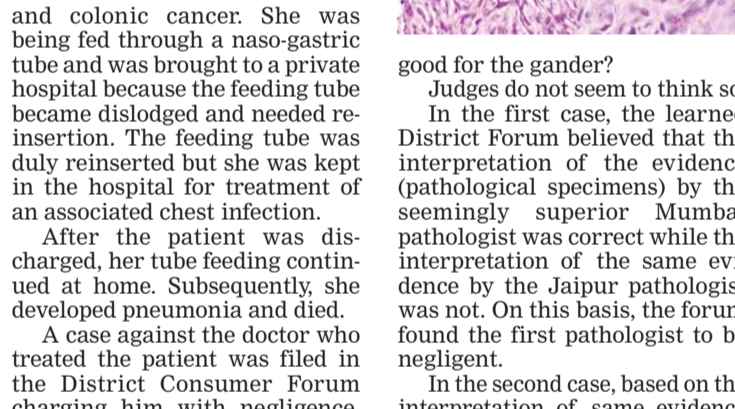 and colonic cancer. She was
being fed through a naso-gastric
tube and was brought to a private
hospital because the feeding tube
became dislodged and needed re-
insertion. The feeding tube was
duly reinserted but she was kept
in the hospital for treatment of
an associated chest infection.
After the patient was dis-
charged, her tube feeding contin-
ued at home. Subsequently, she
developed pneumonia and died.
A case against the doctor who
treated the patient was filed in
the District Consumer Forum
charging him with negligence.
good for the gander?
Judges do not seem to think
In the first case, the
District Forum believed that
interpretation of the
(pathological specimens) by
seemingly superior
pathologist was correct while
interpretation of the same
dence by the Jaipur
was not. On this basis, the
found the first pathologist to
negligent.
In the second case, based on
interpretation of same